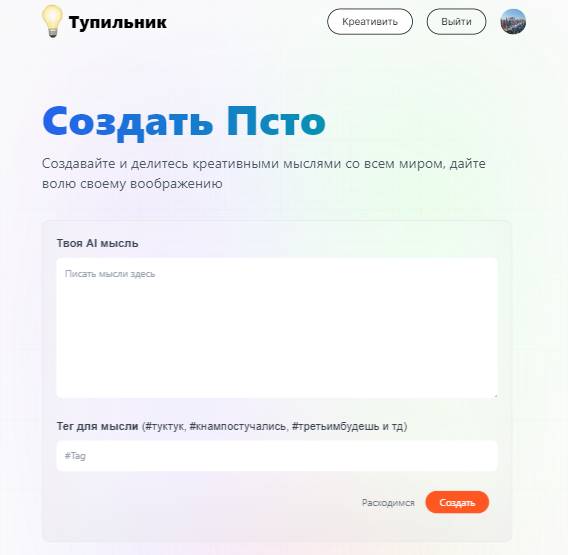 Тупильник
Креативить
Выйти
Создать Псто
Создавайте и делитесь креативными мыслями со всем миром, дайте
волю своему воображению
Твоя AI мысль
Писать мысли здесь
Тег для мысли (#туктук, #кнампостучались, #третьимбудешь и тд)
#Tag
Расходимся
Создать